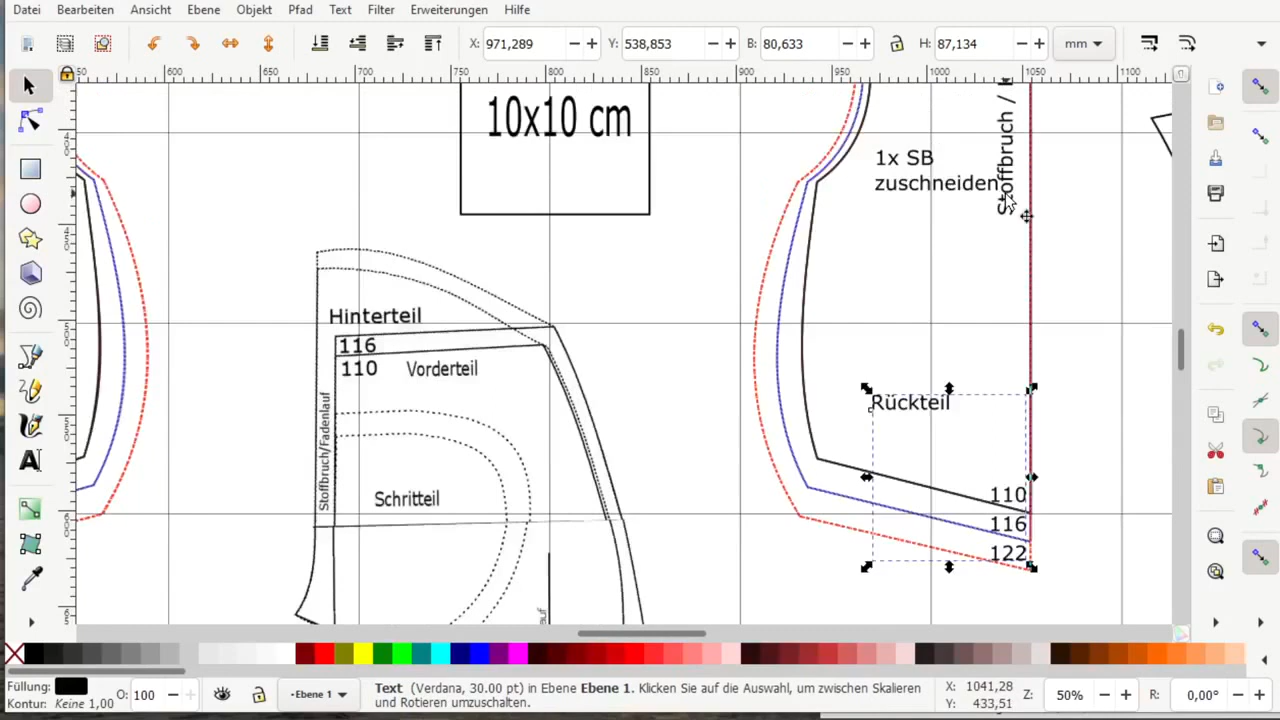 Datei Bearbeiten Ansicht Ebene Objekt Pfad Text Filter Erweiterungen Hilfe
X: 971,289 Y: 538,853 B: 80,633 H: 87,134 mm
50 600 650 700 750 800 850 900 950 1000 1050 1100
10x10 cm
1x SB
zuschneiden
Stoffbruch /
Hinterteil
116
110 Vorderteil
Stoffbruch/Fadenlauf
Schritteil
Rückteil
110
116
122
Füllung: O: 100 Ebene 1 Text (Verdana, 30.00 pt) in Ebene Ebene 1. Klicken Sie auf die Auswahl, um zwischen Skalieren X: 1041,28 Z: 50% R: 0,00°
Kontur: Keine 1,00 und Rotieren umzuschalten. Y: 433,51